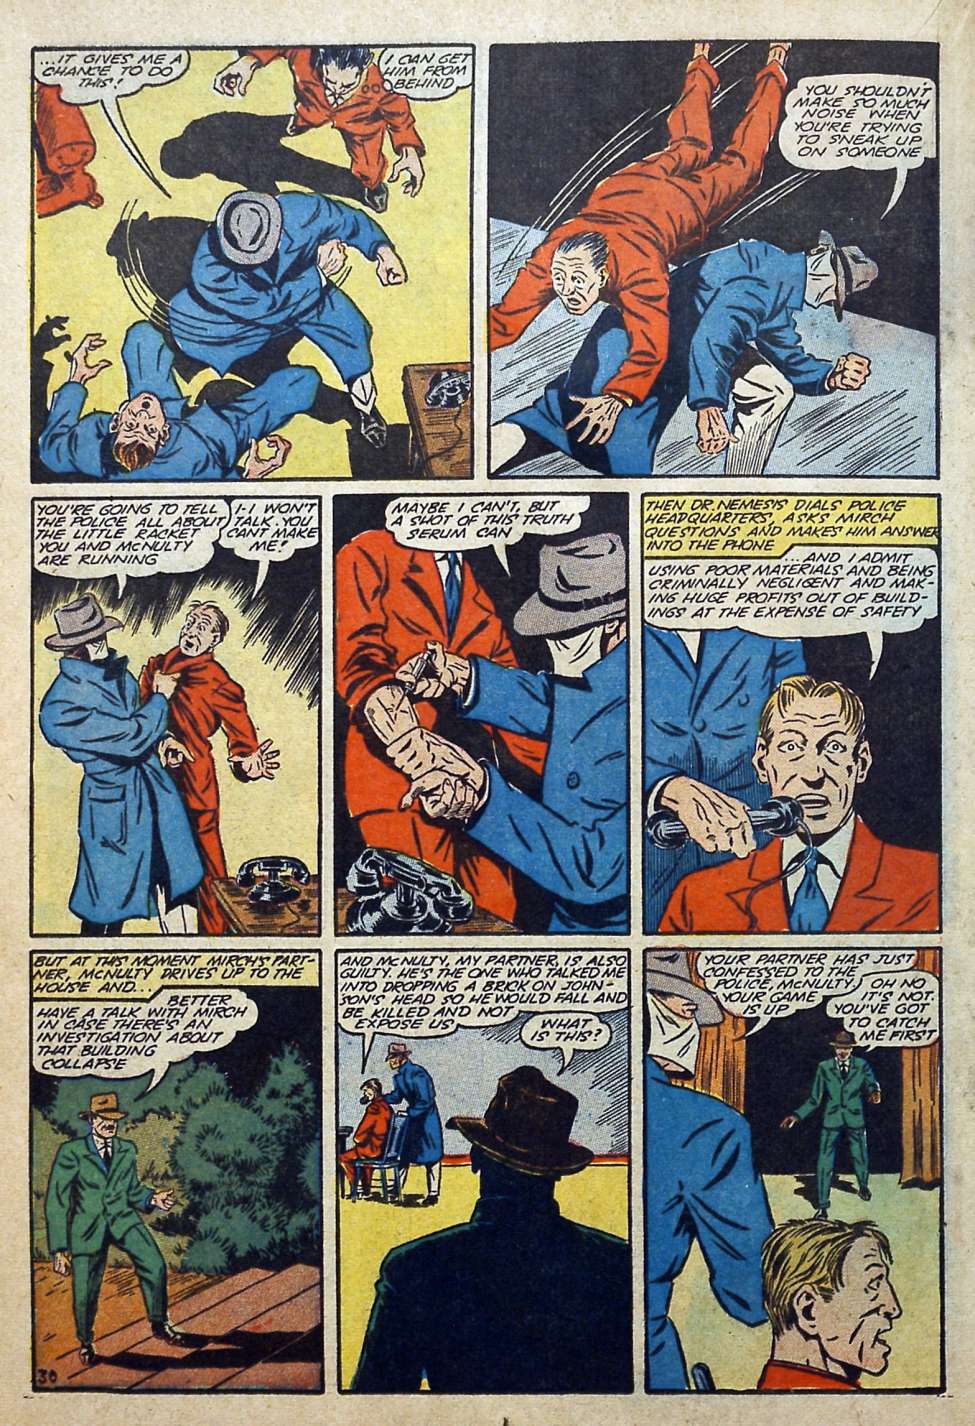 ...IT GIVES ME A
CHANCE TO DO
THIS!
I CAN GET
HIM FROM
BEHIND
YOU SHOULDN'T
MAKE SO MUCH
NOISE WHEN
YOU'RE TRYING
TO SNEAK UP
ON SOMEONE
YOU'RE GOING TO TELL
THE POLICE ALL ABOUT
THE LITTLE RACKET
YOU AND MCNULTY
ARE RUNNING
I-I WON'T
TALK. YOU
CANT MAKE
ME!
MAYBE I CAN'T, BUT
A SHOT OF THIS TRUTH
SERUM CAN
THEN DR. NEMESIS DIALS POLICE
HEADQUARTERS, ASKS MIRCH
QUESTIONS AND MAKES HIM ANSWER
INTO THE PHONE
...AND I ADMIT
USING POOR MATERIALS AND BEING
CRIMINALLY NEGLIGENT AND MAK-
ING HUGE PROFITS OUT OF BUILD-
INGS AT THE EXPENSE OF SAFETY
BUT AT THIS MOMENT MIRCH'S PART-
NER, MCNULTY DRIVES UP TO THE
HOUSE AND...
BETTER
HAVE A TALK WITH MIRCH
IN CASE THERE'S AN
INVESTIGATION ABOUT
THAT BUILDING
COLLAPSE
30
AND MCNULTY, MY PARTNER, IS ALSO
GUILTY. HE'S THE ONE WHO TALKED ME
INTO DROPPING A BRICK ON JOHN-
SON'S HEAD SO HE WOULD FALL AND
BE KILLED AND NOT
EXPOSE US
WHAT
IS THIS?
YOUR PARTNER HAS JUST
CONFESSED TO THE
POLICE, MCNULTY
YOUR GAME
IS UP
OH NO
IT'S NOT.
YOU'VE GOT
TO CATCH
ME FIRST